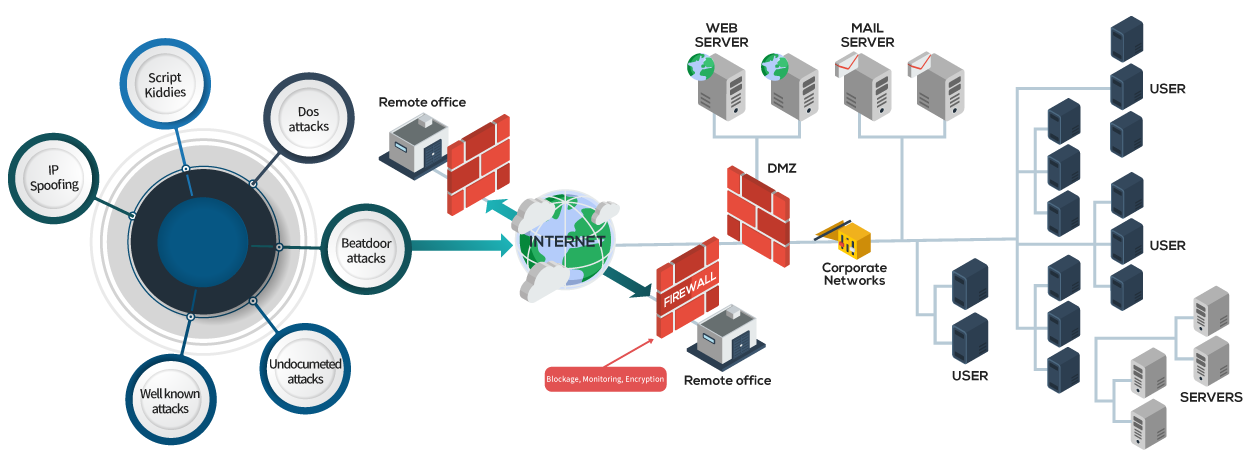 Script
Kiddies
Dos
attacks
IP
Spoofing
Beatdoor
attacks
Undocumeted
attacks
Well known
attacks
Remote office
INTERNET
FIREWALL
Blockage, Monitoring, Encryption
Remote office
WEB
SERVER
MAIL
SERVER
DMZ
Corporate
Networks
USER
USER
USER
SERVERS